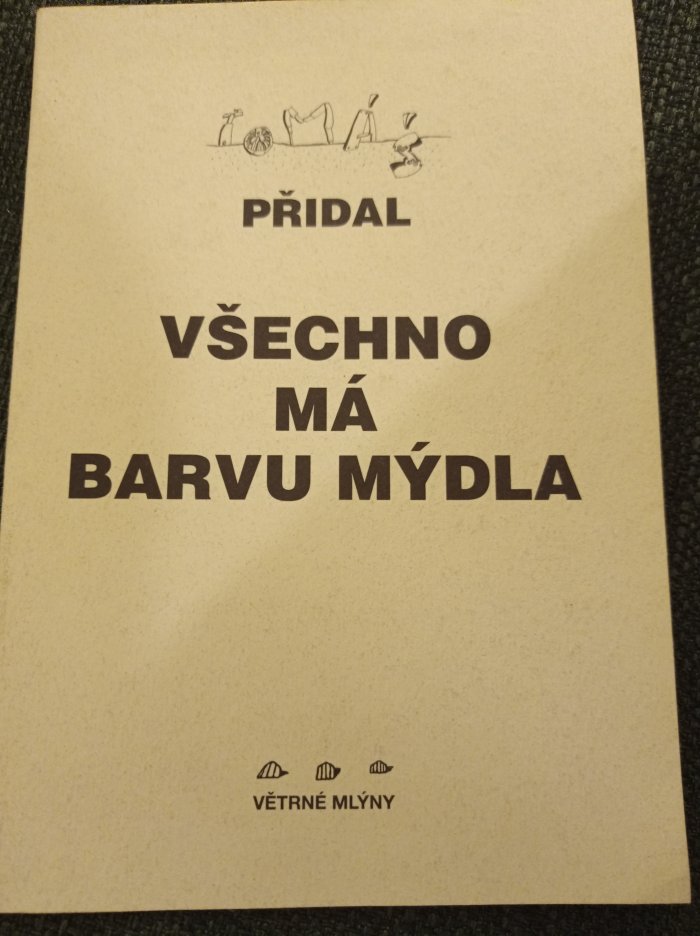 TOMÁŠ
PŘIDAL
VŠECHNO
MÁ
BARVU MÝDLA
VĚTRNÉ MLÝNY